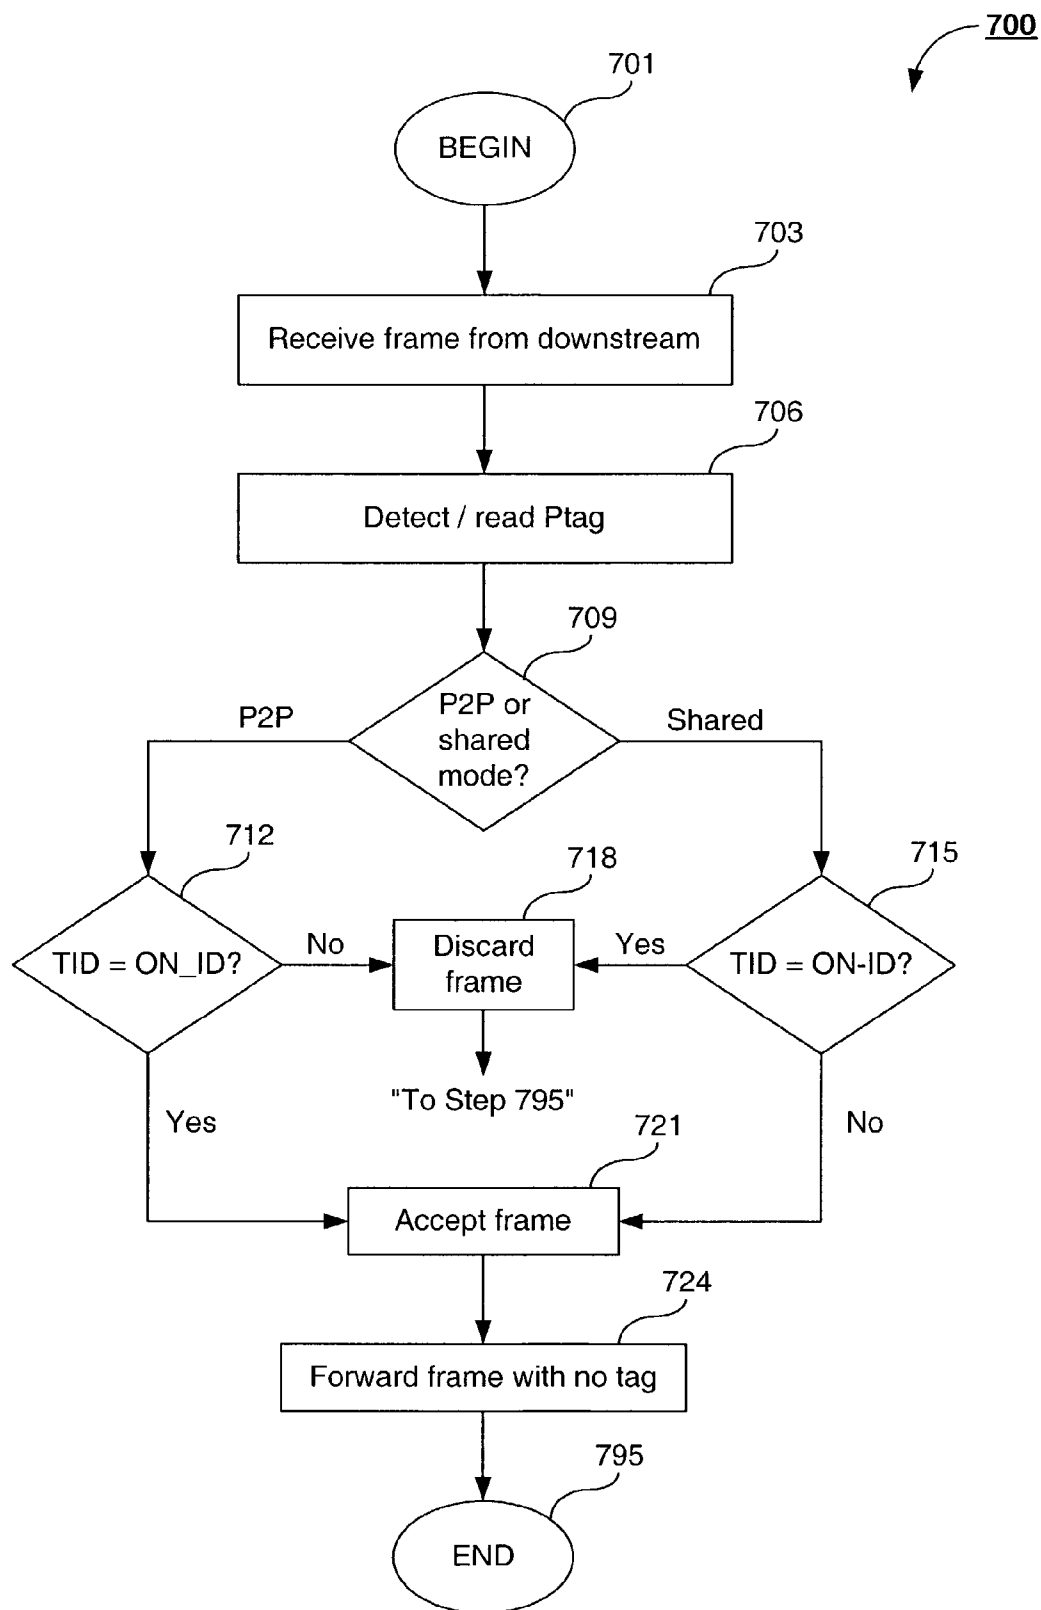 700
701
BEGIN
703
Receive frame from downstream
706
Detect / read Ptag
709
P2P or
shared
mode?
P2P
Shared
712
TID = ON_ID?
No
718
Discard
frame
Yes
715
TID = ON-ID?
"To Step 795"
Yes
No
721
Accept frame
724
Forward frame with no tag
795
END